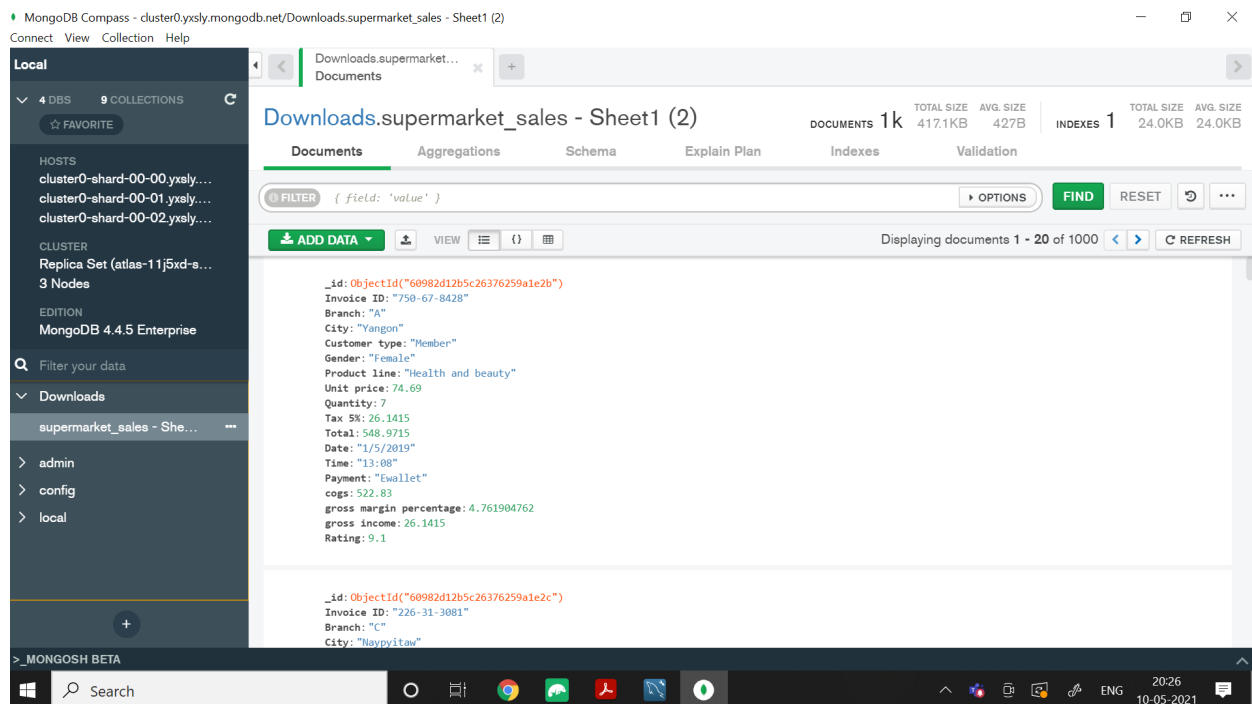 MongoDB Compass - cluster0.yxsly.mongodb.net/Downloads.supermarket_sales - Sheet1 (2)
Connect View Collection Help
Local
4 DBS 9 COLLECTIONS
FAVORITE
HOSTS
cluster0-shard-00-00.yxsly....
cluster0-shard-00-01.yxsly....
cluster0-shard-00-02.yxsly....
CLUSTER
Replica Set (atlas-11j5xd-s...
3 Nodes
EDITION
MongoDB 4.4.5 Enterprise
Filter your data
Downloads
supermarket_sales - She...
admin
config
local
>_MONGOSH BETA
Downloads.supermarket...
Documents
Downloads.supermarket_sales - Sheet1 (2)
DOCUMENTS 1k TOTAL SIZE 417.1KB AVG. SIZE 427B INDEXES 1 TOTAL SIZE 24.0KB AVG. SIZE 24.0KB
Documents Aggregations Schema Explain Plan Indexes Validation
FILTER { field: 'value' } OPTIONS FIND RESET
ADD DATA VIEW {} Displaying documents 1 - 20 of 1000 REFRESH
_id: ObjectId("60982d12b5c26376259a1e2b")
Invoice ID: "750-67-8428"
Branch: "A"
City: "Yangon"
Customer type: "Member"
Gender: "Female"
Product line: "Health and beauty"
Unit price: 74.69
Quantity: 7
Tax 5%: 26.1415
Total: 548.9715
Date: "1/5/2019"
Time: "13:08"
Payment: "Ewallet"
cogs: 522.83
gross margin percentage: 4.761904762
gross income: 26.1415
Rating: 9.1
_id: ObjectId("60982d12b5c26376259a1e2c")
Invoice ID: "226-31-3081"
Branch: "C"
City: "Naypyitaw"
Search
ENG
20:26
10-05-2021